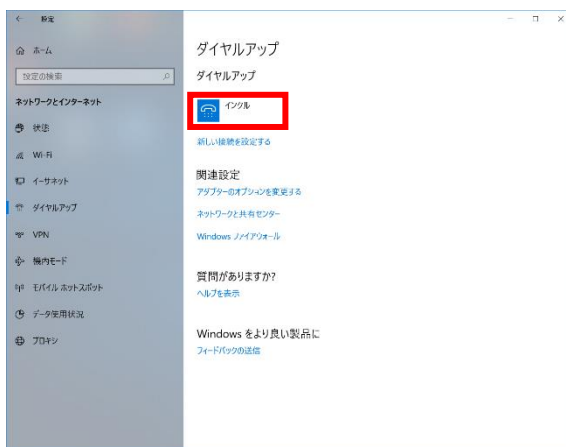 設定
ホーム
設定の検索
ネットワークとインターネット
状態
Wi-Fi
イーサネット
ダイヤルアップ
VPN
機内モード
モバイル ホットスポット
データ使用状況
プロキシ
ダイヤルアップ
ダイヤルアップ
インクル
新しい接続を設定する
関連設定
アダプターのオプションを変更する
ネットワークと共有センター
Windows ファイアウォール
質問がありますか?
ヘルプを表示
Windows をより良い製品に
フィードバックの送信